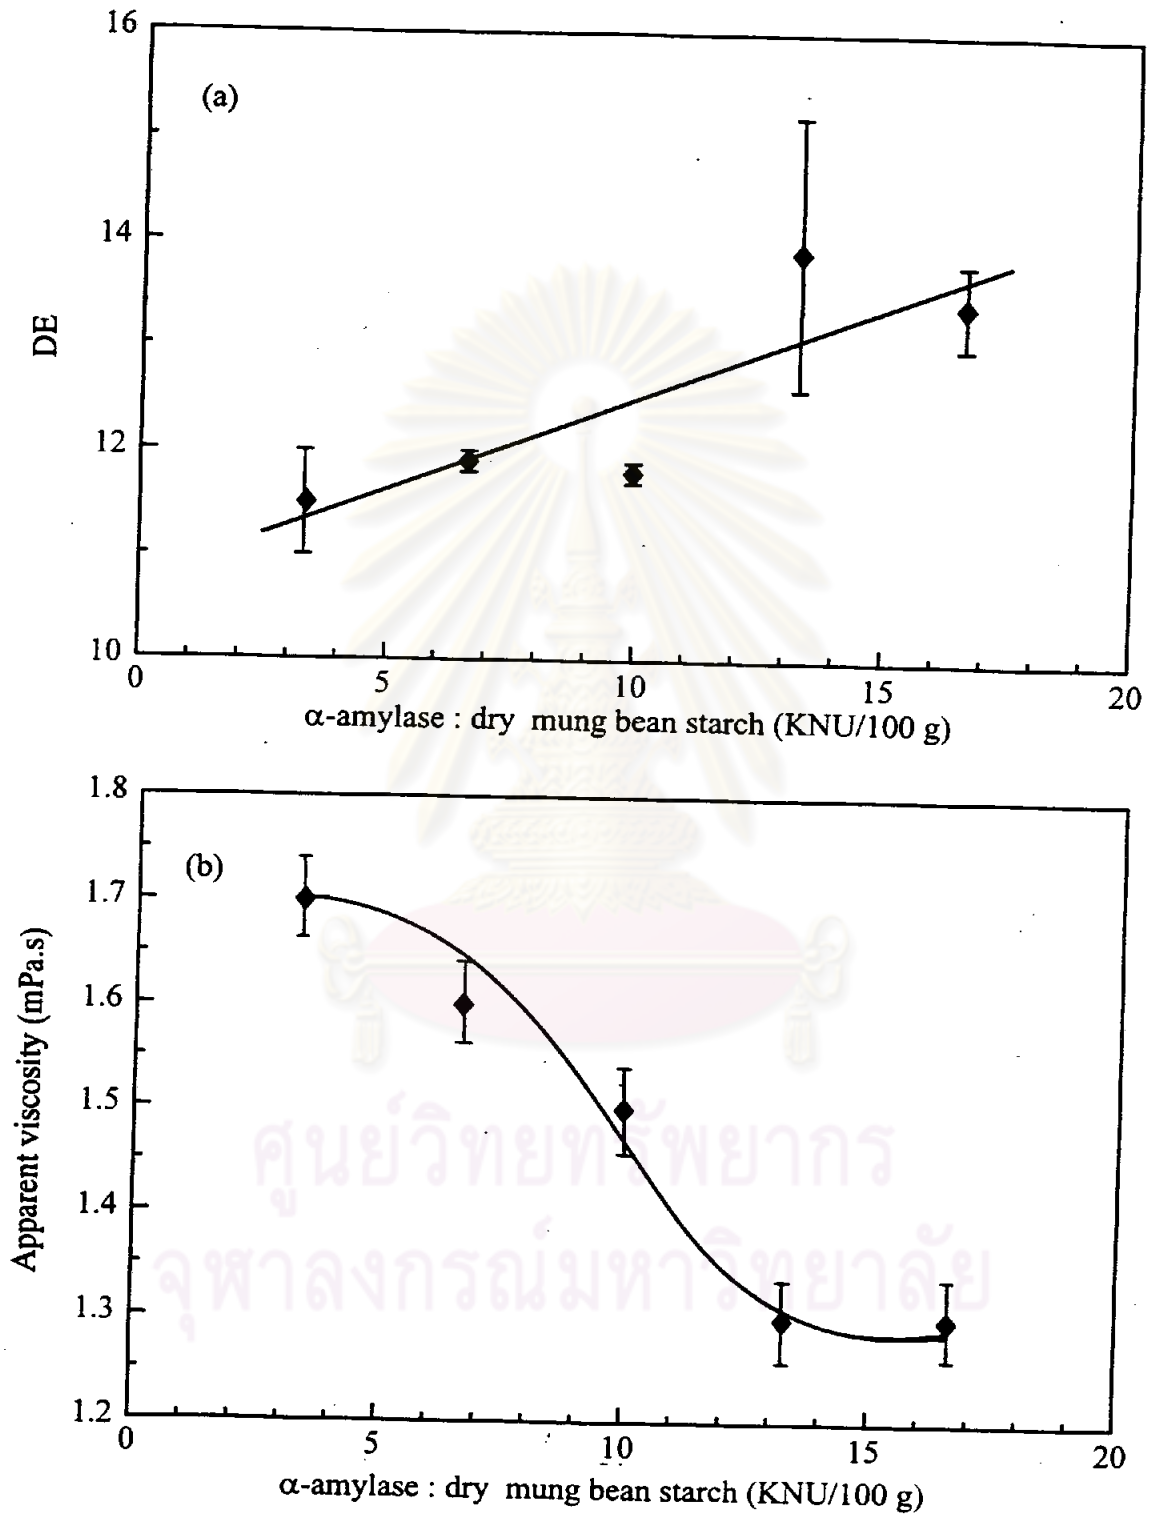 16
(a)
14
DE
12
10
0 5 10 15 20
α-amylase : dry mung bean starch (KNU/100 g)
1.8
(b)
1.7
1.6
Apparent viscosity (mPa.s)
1.5
ศูนย์วิทยทรัพยากร
1.4
จุฬาลงกรณ์มหาวิทยาลัย
1.3
1.2
0 5 10 15 20
α-amylase : dry mung bean starch (KNU/100 g)